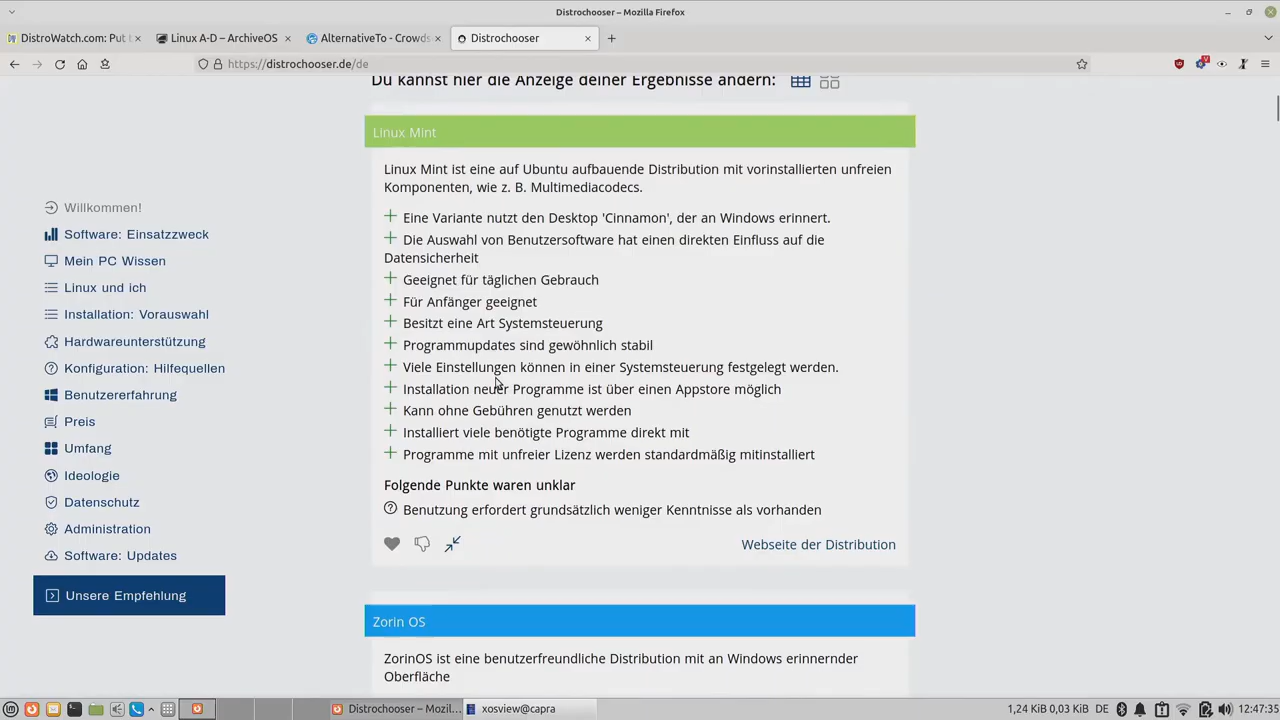 Distrochooser – Mozilla Firefox
DistroWatch.com: Put
Linux A-D – ArchiveOS
AlternativeTo - Crowds
Distrochooser
https://distrochooser.de/de
Du kannst hier die Anzeige deiner Ergebnisse ändern:
Linux Mint
Linux Mint ist eine auf Ubuntu aufbauende Distribution mit vorinstallierten unfreien
Komponenten, wie z. B. Multimediacodecs.
Eine Variante nutzt den Desktop 'Cinnamon', der an Windows erinnert.
Die Auswahl von Benutzersoftware hat einen direkten Einfluss auf die
Datensicherheit
Geeignet für täglichen Gebrauch
Für Anfänger geeignet
Besitzt eine Art Systemsteuerung
Programmupdates sind gewöhnlich stabil
Viele Einstellungen können in einer Systemsteuerung festgelegt werden.
Installation neuer Programme ist über einen Appstore möglich
Kann ohne Gebühren genutzt werden
Installiert viele benötigte Programme direkt mit
Programme mit unfreier Lizenz werden standardmäßig mitinstalliert
Folgende Punkte waren unklar
Benutzung erfordert grundsätzlich weniger Kenntnisse als vorhanden
Webseite der Distribution
Zorin OS
ZorinOS ist eine benutzerfreundliche Distribution mit an Windows erinnernder
Oberfläche
Willkommen!
Software: Einsatzzweck
Mein PC Wissen
Linux und ich
Installation: Vorauswahl
Hardwareunterstützung
Konfiguration: Hilfequellen
Benutzererfahrung
Preis
Umfang
Ideologie
Datenschutz
Administration
Software: Updates
Unsere Empfehlung
Distrochooser – Mozil...
xosview@capra
1,24 KiB 0,03 KiB
DE
12:47:35